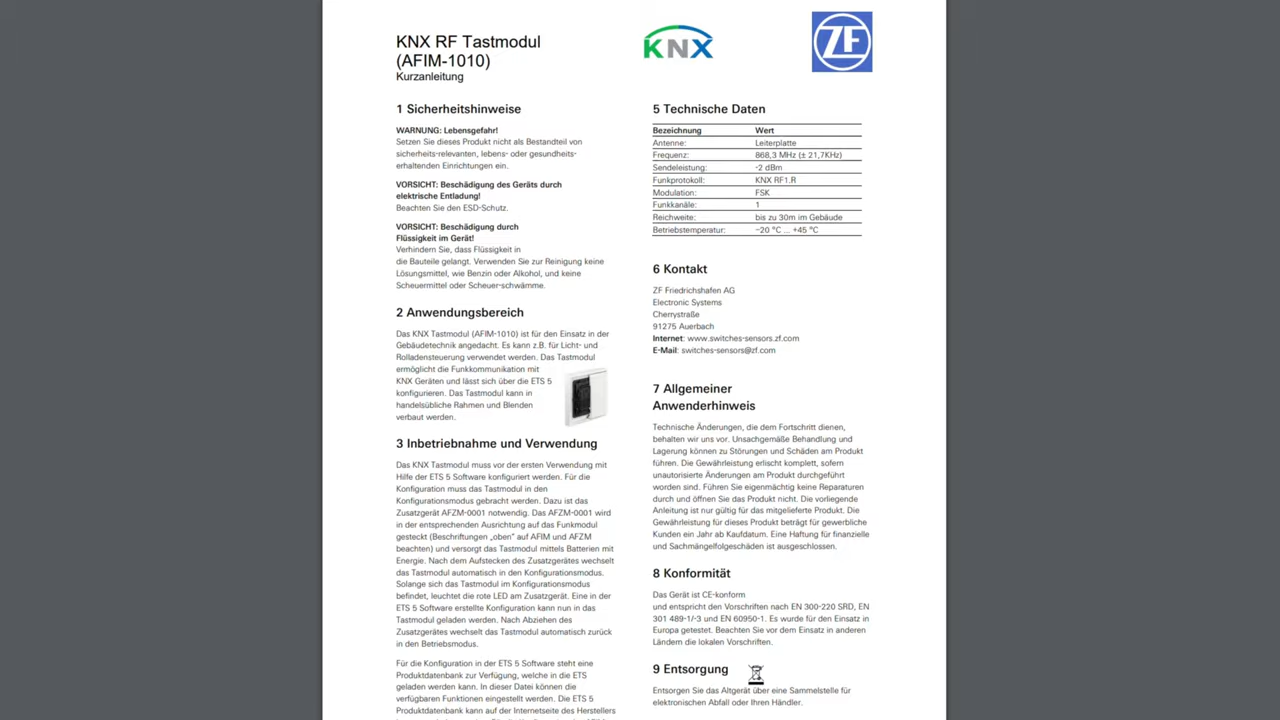 KNX RF Tastmodul
(AFIM-1010)
Kurzanleitung
KNX
ZF
1 Sicherheitshinweise
WARNUNG: Lebensgefahr!
Setzen Sie dieses Produkt nicht als Bestandteil von
sicherheits-relevanten, lebens- oder gesundheits-
erhaltenden Einrichtungen ein.
VORSICHT: Beschädigung des Geräts durch
elektrische Entladung!
Beachten Sie den ESD-Schutz.
VORSICHT: Beschädigung durch
Flüssigkeit im Gerät!
Verhindern Sie, dass Flüssigkeit in
die Bauteile gelangt. Verwenden Sie zur Reinigung keine
Lösungsmittel, wie Benzin oder Alkohol, und keine
Scheuermittel oder Scheuer-schwämme.
2 Anwendungsbereich
Das KNX Tastmodul (AFIM-1010) ist für den Einsatz in der
Gebäudetechnik angedacht. Es kann z.B. für Licht- und
Rolladensteuerung verwendet werden. Das Tastmodul
ermöglicht die Funkkommunikation mit
KNX Geräten und lässt sich über die ETS 5
konfigurieren. Das Tastmodul kann in
handelsübliche Rahmen und Blenden
verbaut werden.
3 Inbetriebnahme und Verwendung
Das KNX Tastmodul muss vor der ersten Verwendung mit
Hilfe der ETS 5 Software konfiguriert werden. Für die
Konfiguration muss das Tastmodul in den
Konfigurationsmodus gebracht werden. Dazu ist das
Zusatzgerät AFZM-0001 notwendig. Das AFZM-0001 wird
in der entsprechenden Ausrichtung auf das Funkmodul
gesteckt (Beschriftungen „oben“ auf AFIM und AFZM
beachten) und versorgt das Tastmodul mittels Batterien mit
Energie. Nach dem Aufstecken des Zusatzgerätes wechselt
das Tastmodul automatisch in den Konfigurationsmodus.
Solange sich das Tastmodul im Konfigurationsmodus
befindet, leuchtet die rote LED am Zusatzgerät. Eine in der
ETS 5 Software erstellte Konfiguration kann nun in das
Tastmodul geladen werden. Nach Abziehen des
Zusatzgerätes wechselt das Tastmodul automatisch zurück
in den Betriebsmodus.
Für die Konfiguration in der ETS 5 Software steht eine
Produktdatenbank zur Verfügung, welche in die ETS
geladen werden kann. In dieser Datei können die
verfügbaren Funktionen eingestellt werden. Die ETS 5
Produktdatenbank kann auf der Internetseite des Herstellers
5 Technische Daten
Bezeichnung Wert
Antenne: Leiterplatte
Frequenz: 868,3 MHz (± 21,7KHz)
Sendeleistung: -2 dBm
Funkprotokoll: KNX RF1.R
Modulation: FSK
Funkkanäle: 1
Reichweite: bis zu 30m im Gebäude
Betriebstemperatur: −20 °C ... +45 °C
6 Kontakt
ZF Friedrichshafen AG
Electronic Systems
Cherrystraße
91275 Auerbach
Internet: www.switches-sensors.zf.com
E-Mail: switches-sensors@zf.com
7 Allgemeiner
Anwenderhinweis
Technische Änderungen, die dem Fortschritt dienen,
behalten wir uns vor. Unsachgemäße Behandlung und
Lagerung können zu Störungen und Schäden am Produkt
führen. Die Gewährleistung erlischt komplett, sofern
unautorisierte Änderungen am Produkt durchgeführt
worden sind. Führen Sie eigenmächtig keine Reparaturen
durch und öffnen Sie das Produkt nicht. Die vorliegende
Anleitung ist nur gültig für das mitgelieferte Produkt. Die
Gewährleistung für dieses Produkt beträgt für gewerbliche
Kunden ein Jahr ab Kaufdatum. Eine Haftung für finanzielle
und Sachmängelfolgeschäden ist ausgeschlossen.
8 Konformität
Das Gerät ist CE-konform
und entspricht den Vorschriften nach EN 300-220 SRD, EN
301 489-1/-3 und EN 60950-1. Es wurde für den Einsatz in
Europa getestet. Beachten Sie vor dem Einsatz in anderen
Ländern die lokalen Vorschriften.
9 Entsorgung
Entsorgen Sie das Altgerät über eine Sammelstelle für
elektronischen Abfall oder Ihren Händler.